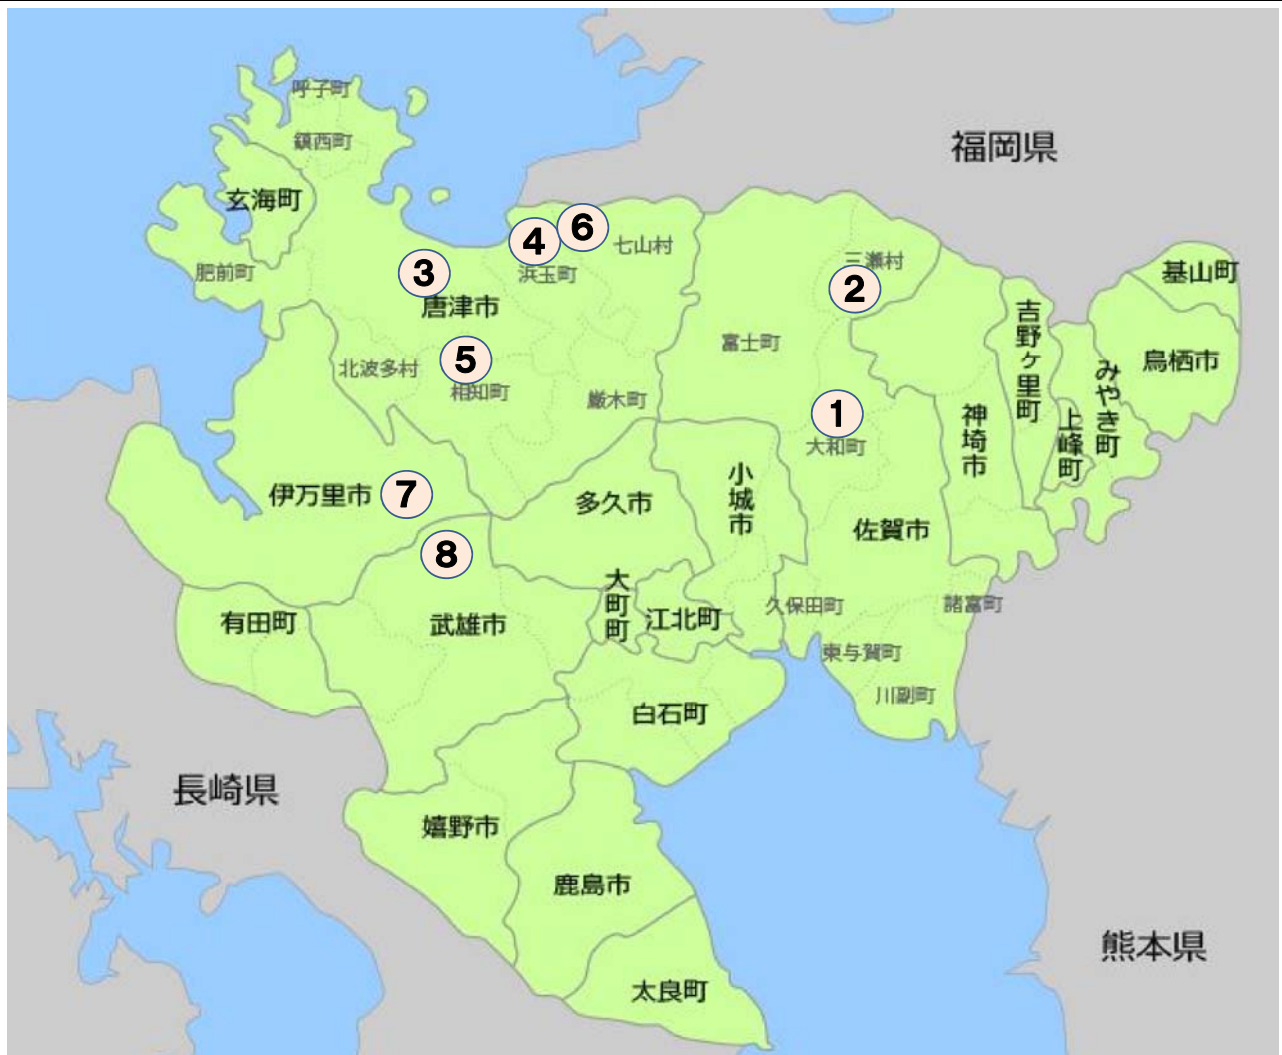 呼子町
鎮西町
福岡県
玄海町
⑥
④
七山村
三瀬村
肥前町
③
浜玉町
基山町
②
唐津市
吉野ヶ里町
富士町
⑤
北波多村
相知町
鳥栖市
みやき町
厳木町
①
大和町
神埼市
上峰町
伊万里市
⑦
多久市
小城市
佐賀市
⑧
大町町
久保田町
諸富町
有田町
武雄市
江北町
東与賀町
川副町
白石町
長崎県
嬉野市
鹿島市
熊本県
太良町